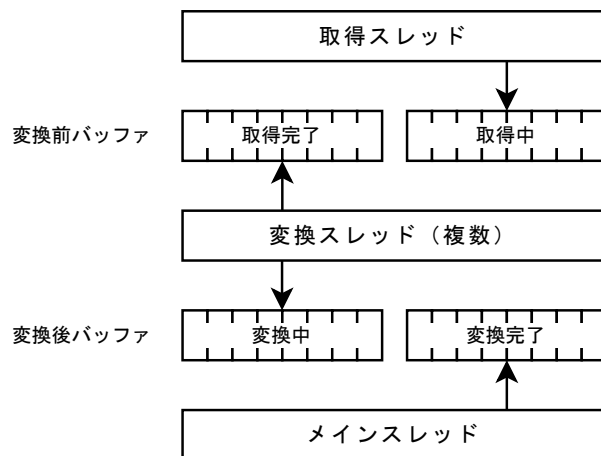 取得スレッド
変換前バッファ
取得完了
取得中
変換スレッド（複数）
変換後バッファ
変換中
変換完了
メインスレッド